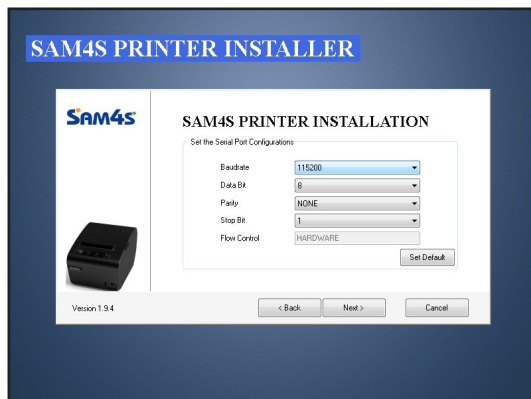 SAM4S PRINTER INSTALLER
SAM4S
SAM4S PRINTER INSTALLATION
Set the Serial Port Configurations
Baudrate 115200
Data Bit 8
Parity NONE
Stop Bit 1
Flow Control HARDWARE
Set Default
Version 1.9.4
< Back Next > Cancel